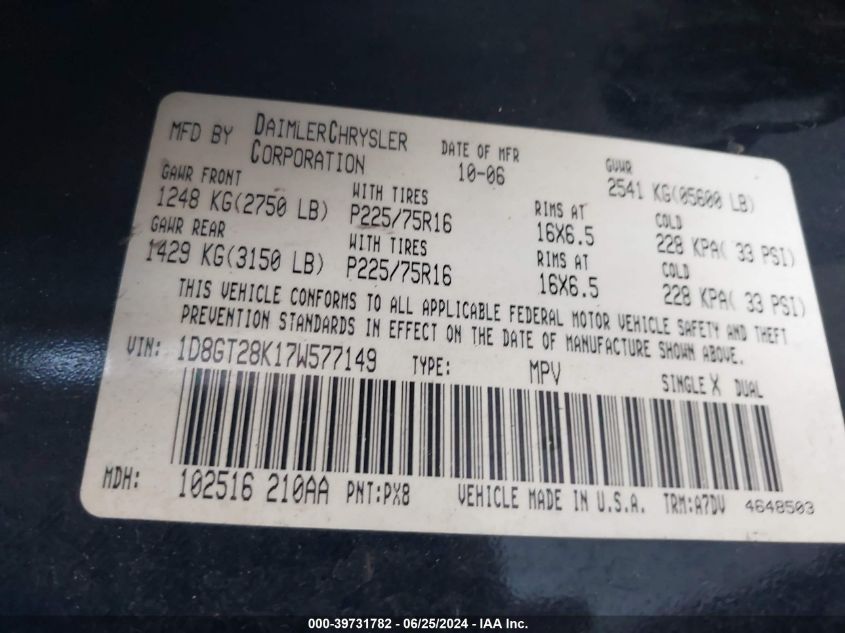 MFD BY DAIMLERCHRYSLER CORPORATION DATE OF MFR 10-06 GVWR 2541 KG(05600 LB)
GAWR FRONT WITH TIRES RIMS AT COLD
1248 KG(2750 LB) P225/75R16 16X6.5 228 KPA( 33 PSI)
GAWR REAR WITH TIRES RIMS AT COLD
1429 KG(3150 LB) P225/75R16 16X6.5 228 KPA( 33 PSI)
THIS VEHICLE CONFORMS TO ALL APPLICABLE FEDERAL MOTOR VEHICLE SAFETY AND THEFT
PREVENTION STANDARDS IN EFFECT ON THE DATE OF MANUFACTURE SHOWN ABOVE.
VIN: 1D8GT28K17W577149 TYPE: MPV SINGLE X DUAL
MDH: 102516 210AA PNT:PX8 VEHICLE MADE IN U.S.A. TRM:A7DV 4648503
000-39731782 - 06/25/2024 - IAA Inc.